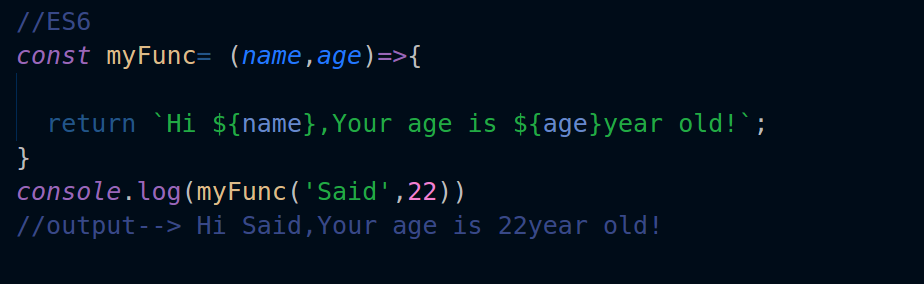 //ES6
const myFunc= (name,age)=>{
return `Hi ${name},Your age is ${age}year old!`;
}
console.log(myFunc('Said',22))
//output--> Hi Said,Your age is 22year old!